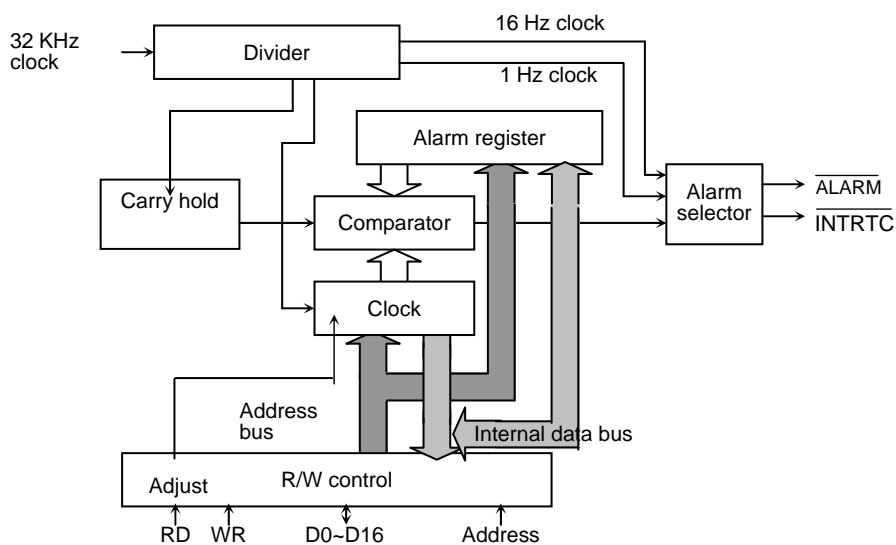 16 Hz clock
32 KHz
clock
Divider
1 Hz clock
Alarm register
Carry hold
Comparator
Alarm
selector
ALARM
INTRTC
Clock
Address
bus
Internal data bus
R/W control
Adjust
RD
WR
D0~D16
Address